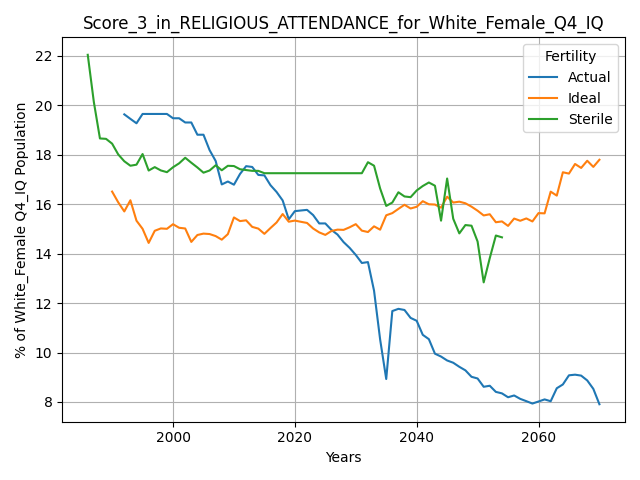 Score_3_in_RELIGIOUS_ATTENDANCE_for_White_Female_Q4_IQ
% of White_Female Q4_IQ Population
22
20
18
16
14
12
10
8
Fertility
Actual
Ideal
Sterile
2000
2020
2040
2060
Years